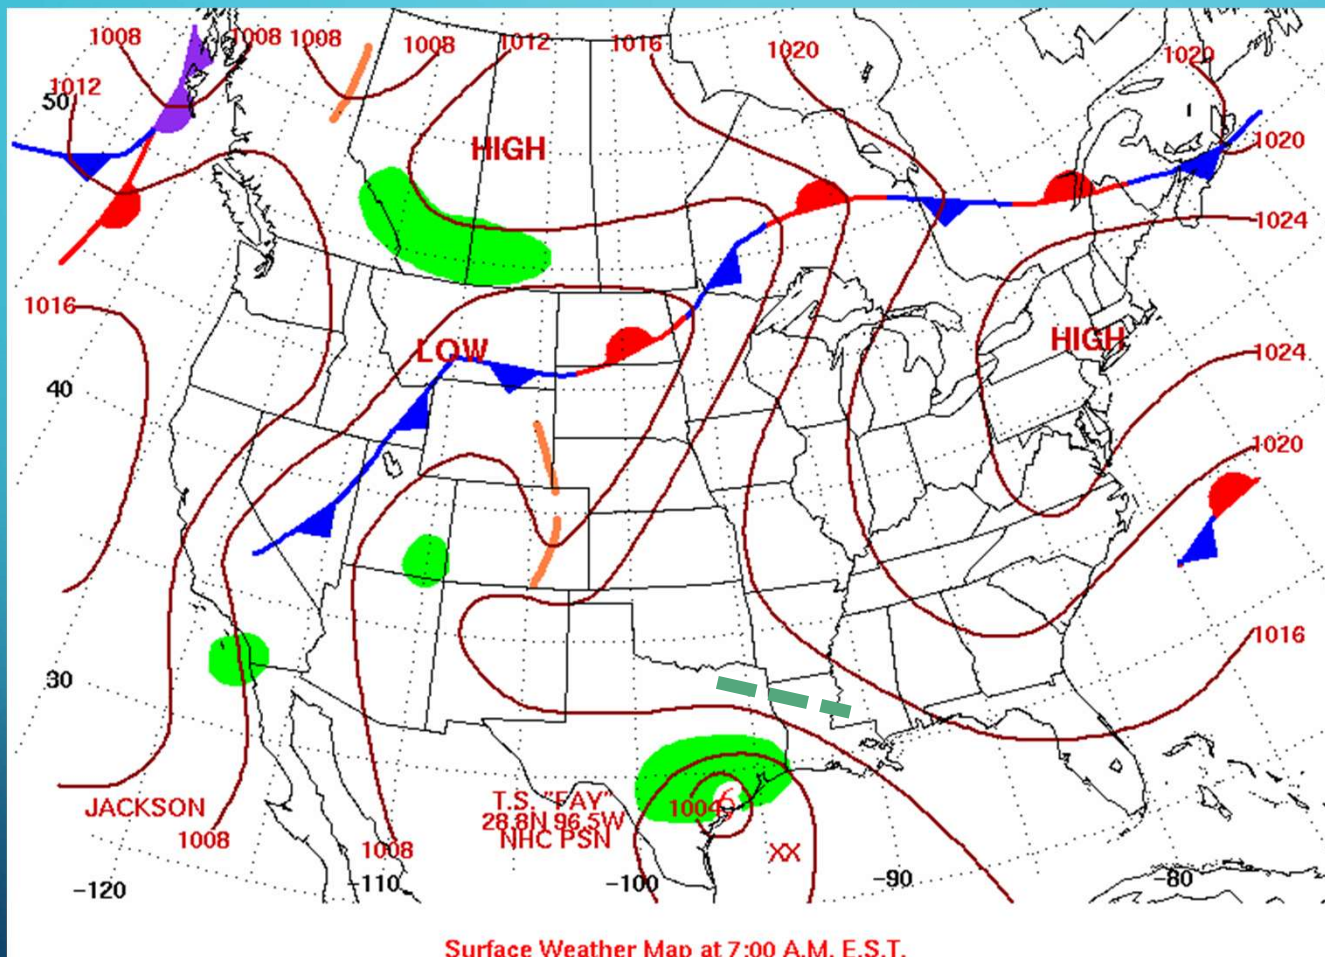 1008
1008
1008
1008
1012
1016
1020
1020
1012
50
1020
HIGH
1024
1016
HIGH
LOW
1024
40
1020
1016
30
JACKSON
T.S. "FAY"
1004
28.8N 96.5W
NHC PSN
1008
1008
XX
-120
-110
-100
-90
-80
Surface Weather Map at 7:00 A.M. E.S.T.